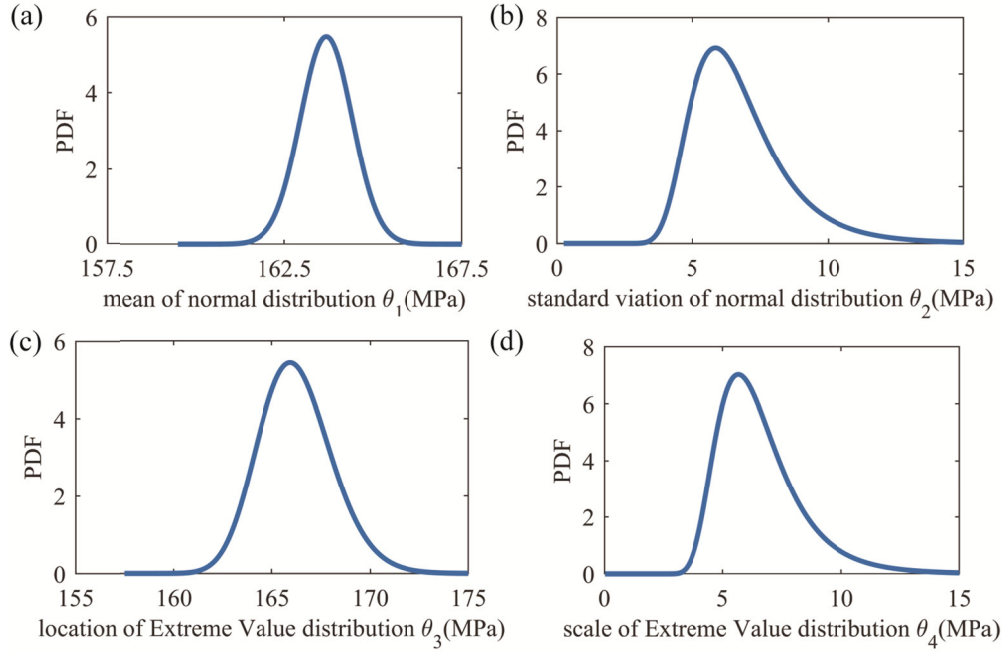 (a)
6
4
2
0
PDF
157.5 162.5 167.5
mean of normal distribution θ1(MPa)
(b)
8
6
4
2
0
PDF
0 5 10 15
standard viation of normal distribution θ2(MPa)
(c)
6
4
2
0
PDF
155 160 165 170 175
location of Extreme Value distribution θ3(MPa)
(d)
8
6
4
2
0
PDF
0 5 10 15
scale of Extreme Value distribution θ4(MPa)